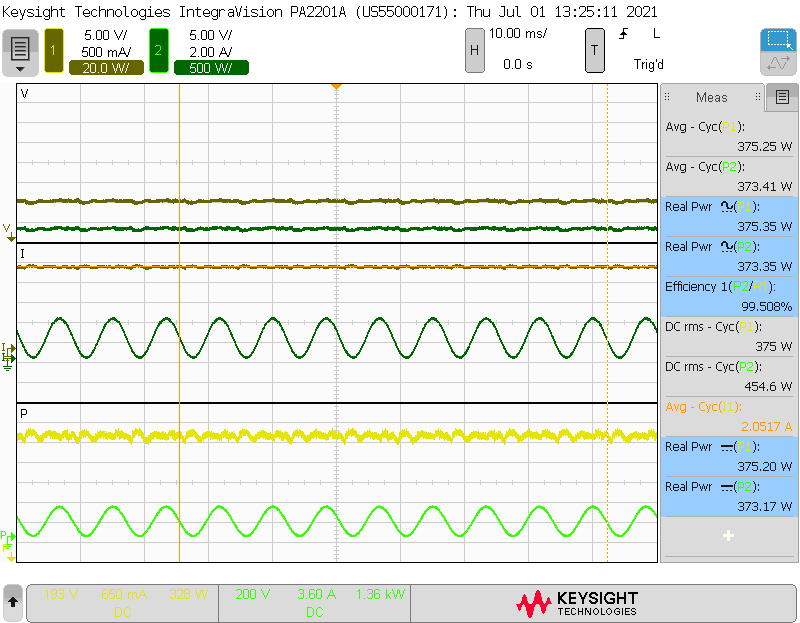 Keysight Technologies IntegraVision PA2201A (US55000171): Thu Jul 01 13:25:11 2021
1
5.00 V/
500 mA/
20.0 W/
2
5.00 V/
2.00 A/
500 W/
H
10.00 ms/
0.0 s
T
L
Trig'd
V
I
P
V
I
P
Meas
Avg - Cyc(P1):
375.25 W
Avg - Cyc(P2):
373.41 W
Real Pwr (P1):
375.35 W
Real Pwr (P2):
373.35 W
Efficiency 1(P2/P1):
99.508%
DC rms - Cyc(P1):
375 W
DC rms - Cyc(P2):
454.6 W
Avg - Cyc(I1):
2.0517 A
Real Pwr (P1):
375.20 W
Real Pwr (P2):
373.17 W
650 mA
DC
200 V
3.60 A
1.36 kW
DC
KEYSIGHT
TECHNOLOGIES